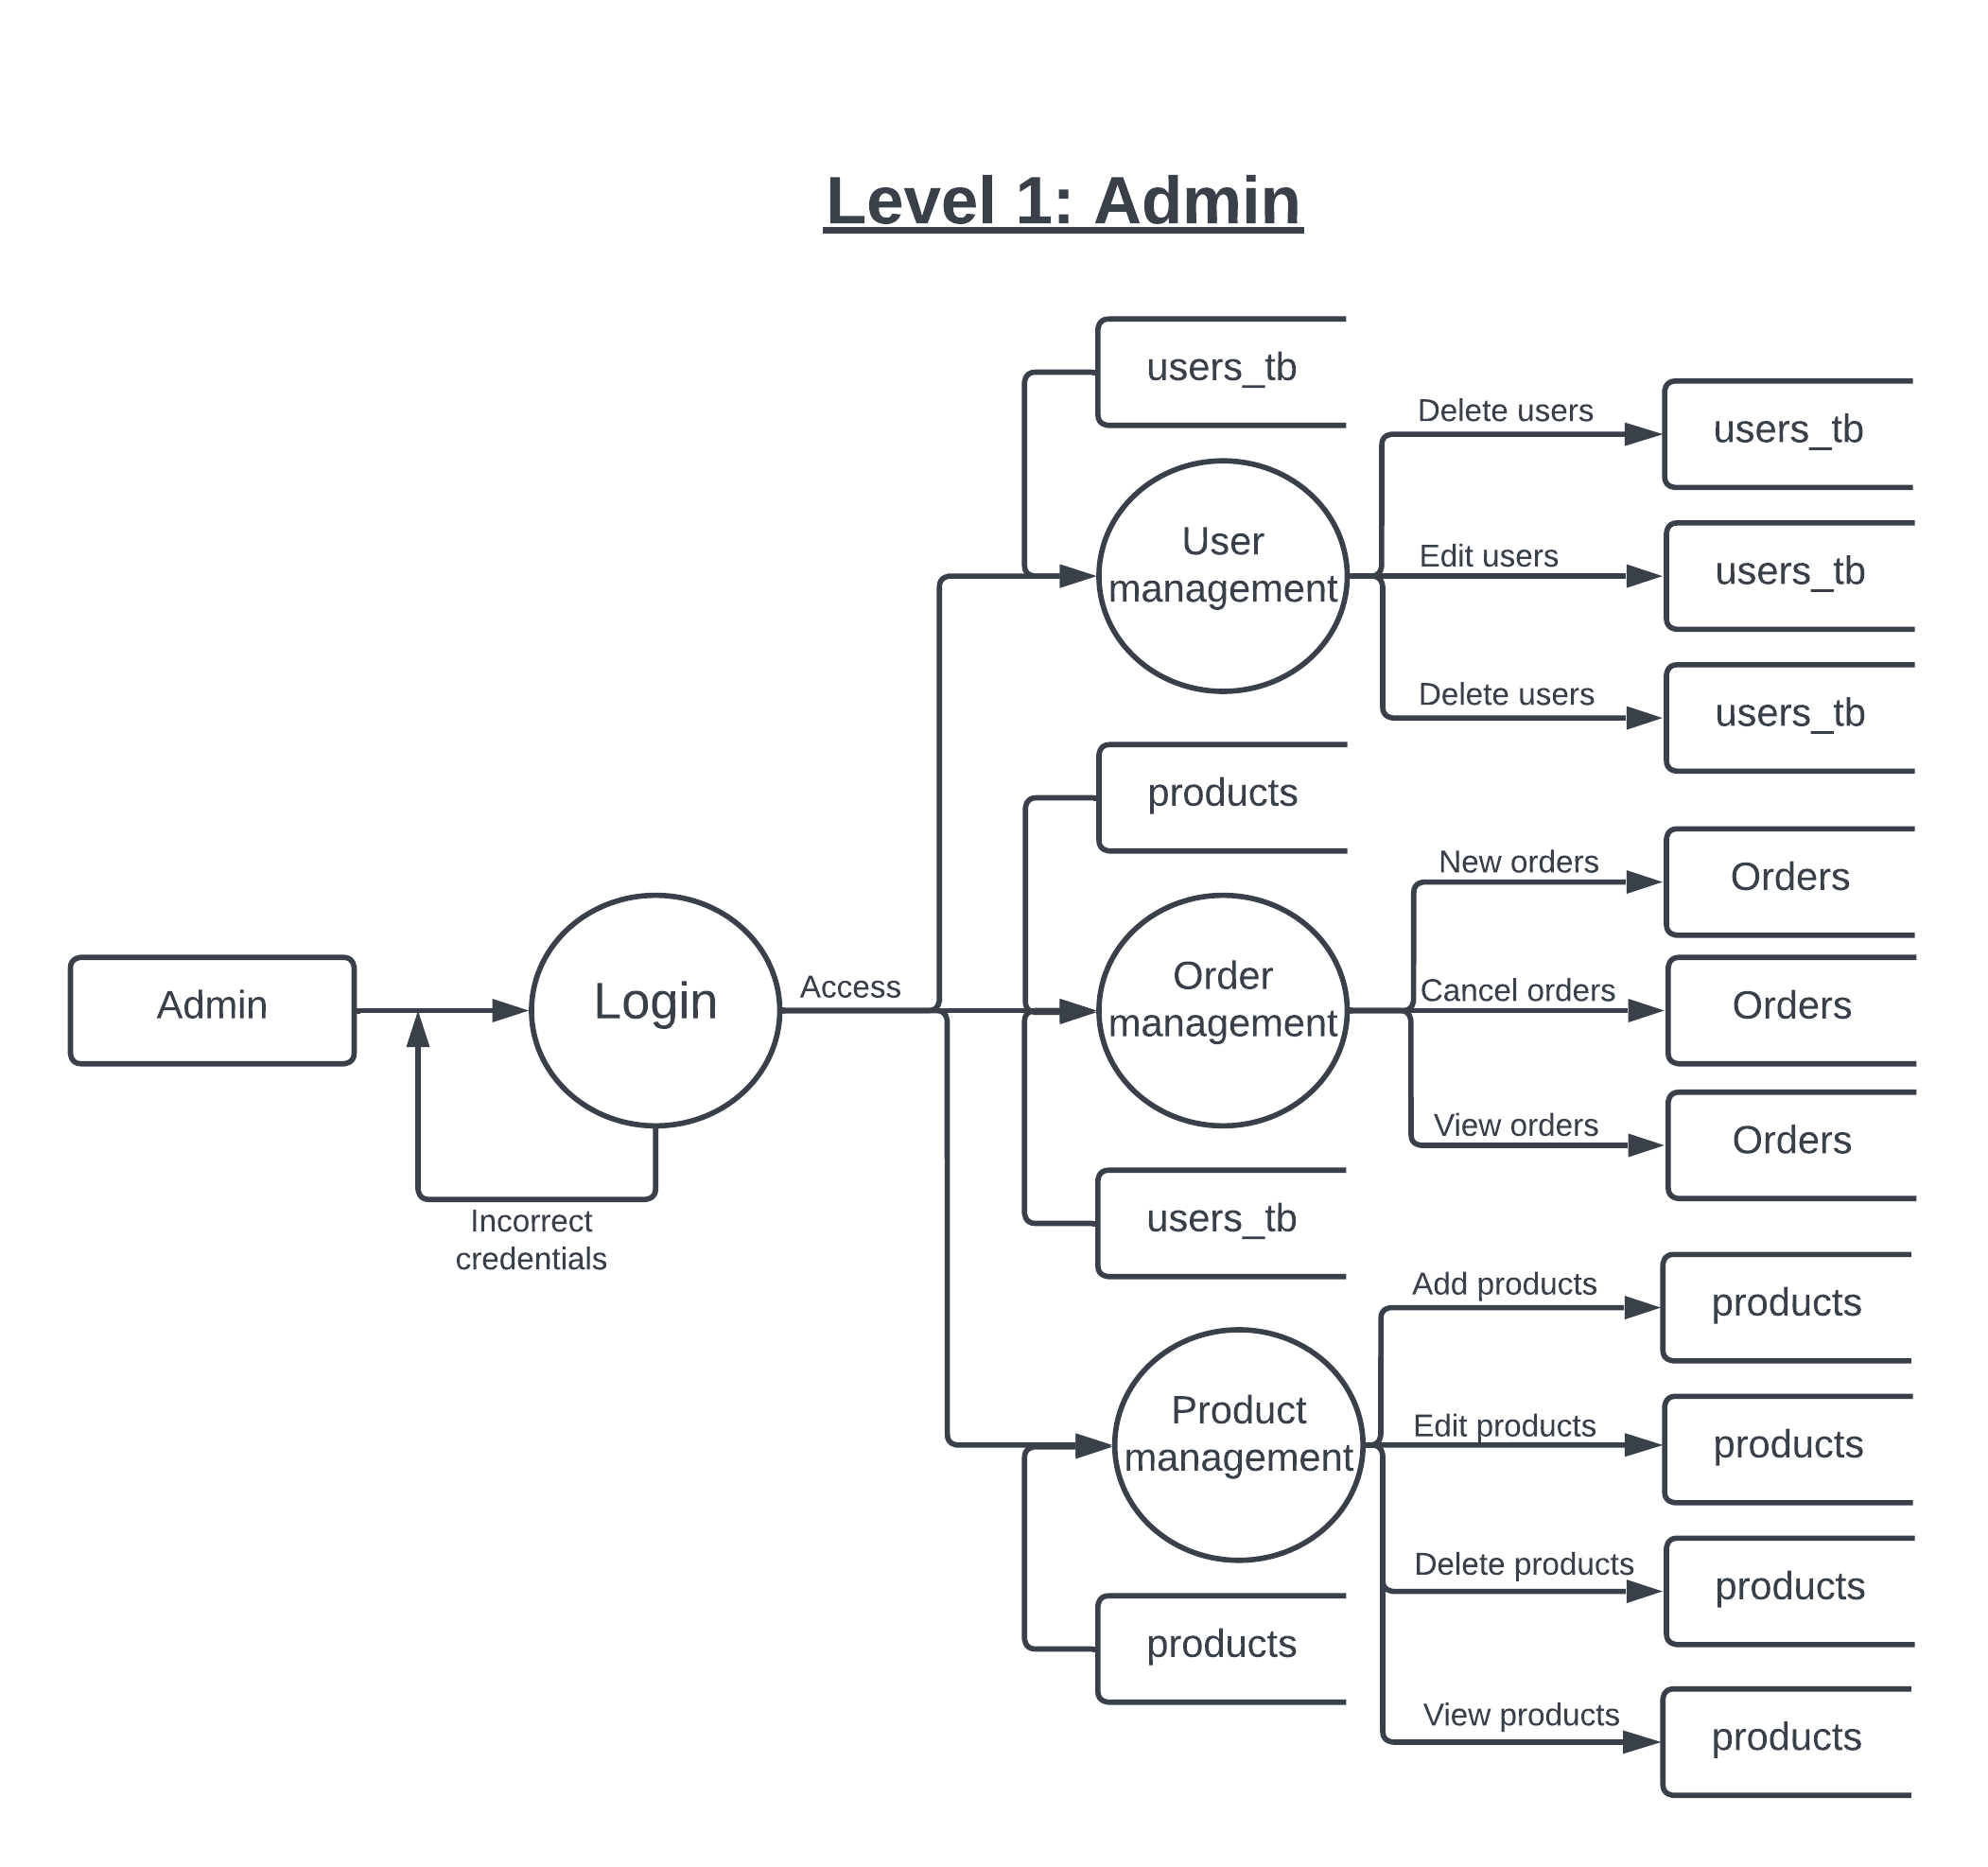 Level 1: Admin
users_tb
Delete users
users_tb
User
management
Edit users
users_tb
Delete users
users_tb
products
New orders
Orders
Admin
Login
Access
Order
management
Cancel orders
Orders
View orders
Orders
Incorrect
credentials
users_tb
Add products
products
Product
management
Edit products
products
Delete products
products
products
View products
products